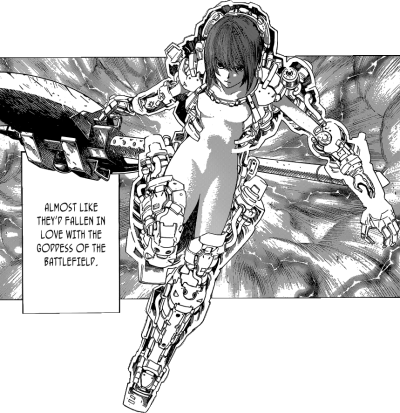 ALMOST LIKE
THEY'D FALLEN IN
LOVE WITH THE
GODDESS OF THE
BATTLEFIELD.